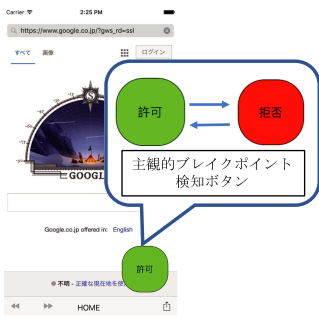 Carrier 2:25 PM
https://www.google.co.jp/?gws_rd=ssl
すべて 画像 ログイン
許可 拒否
主観的ブレイクポイント
検知ボタン
S
GOOGL
Google.co.jp offered in: English
許可
不明 - 正確な現在地を使
HOME